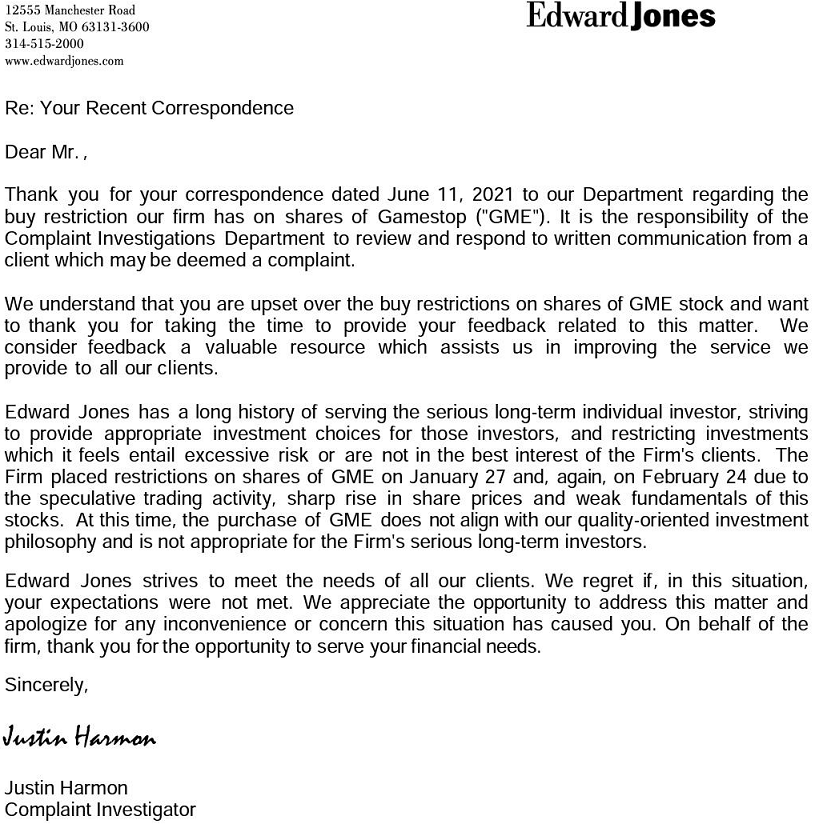 12555 Manchester Road
St. Louis, MO 63131-3600
314-515-2000
www.edwardjones.com
Edward Jones
Re: Your Recent Correspondence
Dear Mr. ,
Thank you for your correspondence dated June 11, 2021 to our Department regarding the
buy restriction our firm has on shares of Gamestop ("GME"). It is the responsibility of the
Complaint Investigations Department to review and respond to written communication from a
client which may be deemed a complaint.
We understand that you are upset over the buy restrictions on shares of GME stock and want
to thank you for taking the time to provide your feedback related to this matter. We
consider feedback a valuable resource which assists us in improving the service we
provide to all our clients.
Edward Jones has a long history of serving the serious long-term individual investor, striving
to provide appropriate investment choices for those investors, and restricting investments
which it feels entail excessive risk or are not in the best interest of the Firm's clients. The
Firm placed restrictions on shares of GME on January 27 and, again, on February 24 due to
the speculative trading activity, sharp rise in share prices and weak fundamentals of this
stocks. At this time, the purchase of GME does not align with our quality-oriented investment
philosophy and is not appropriate for the Firm's serious long-term investors.
Edward Jones strives to meet the needs of all our clients. We regret if, in this situation,
your expectations were not met. We appreciate the opportunity to address this matter and
apologize for any inconvenience or concern this situation has caused you. On behalf of the
firm, thank you for the opportunity to serve your financial needs.
Sincerely,
Justin Harmon
Justin Harmon
Complaint Investigator